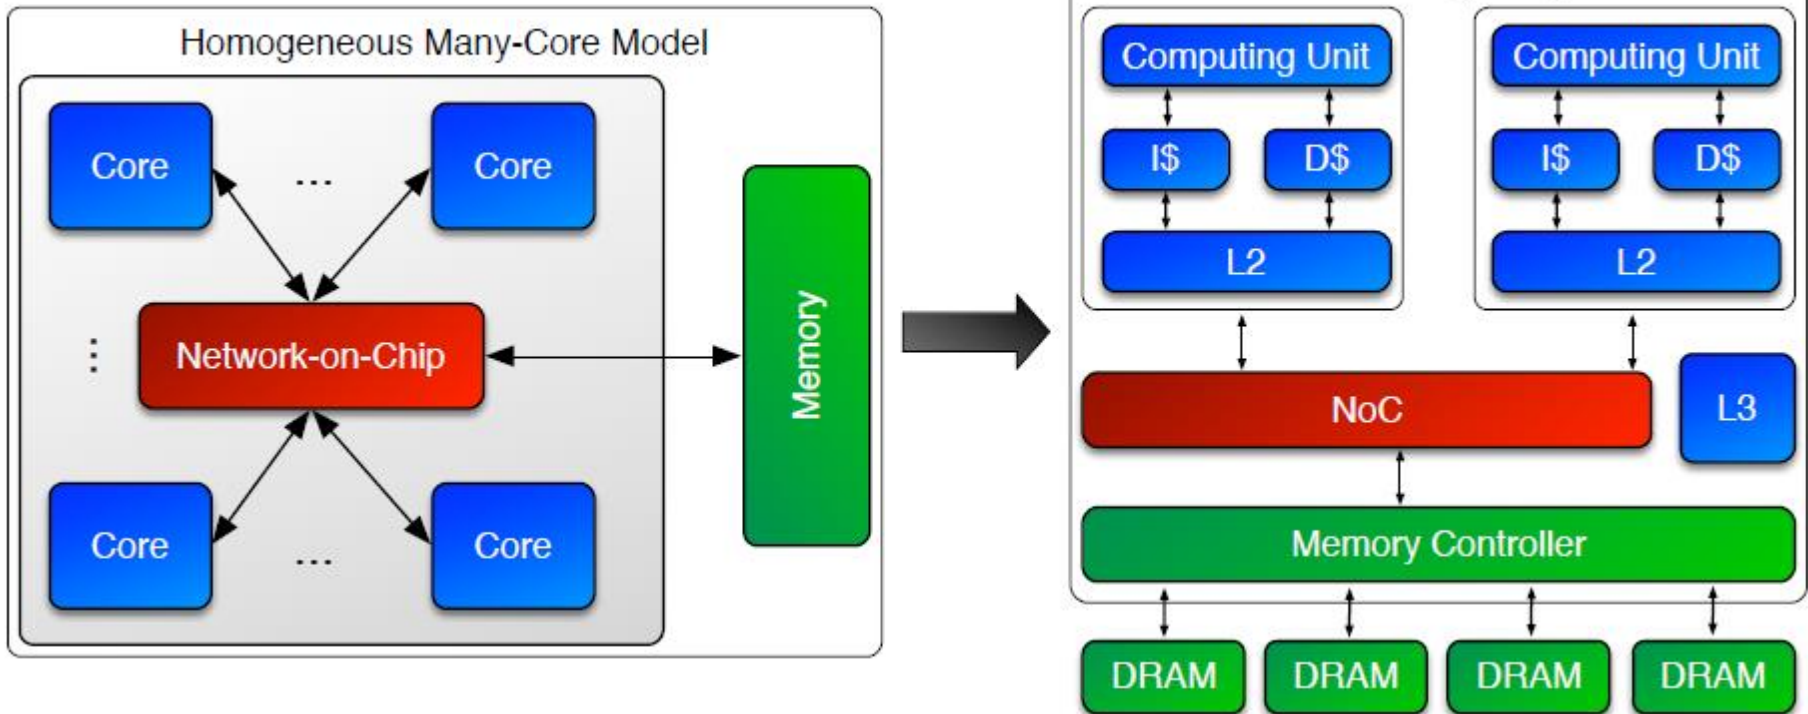 Homogeneous Many-Core Model
Core
...
Core
...
Network-on-Chip
Memory
Core
...
Core
Computing Unit
Computing Unit
I$
D$
I$
D$
L2
L2
NoC
L3
Memory Controller
DRAM
DRAM
DRAM
DRAM